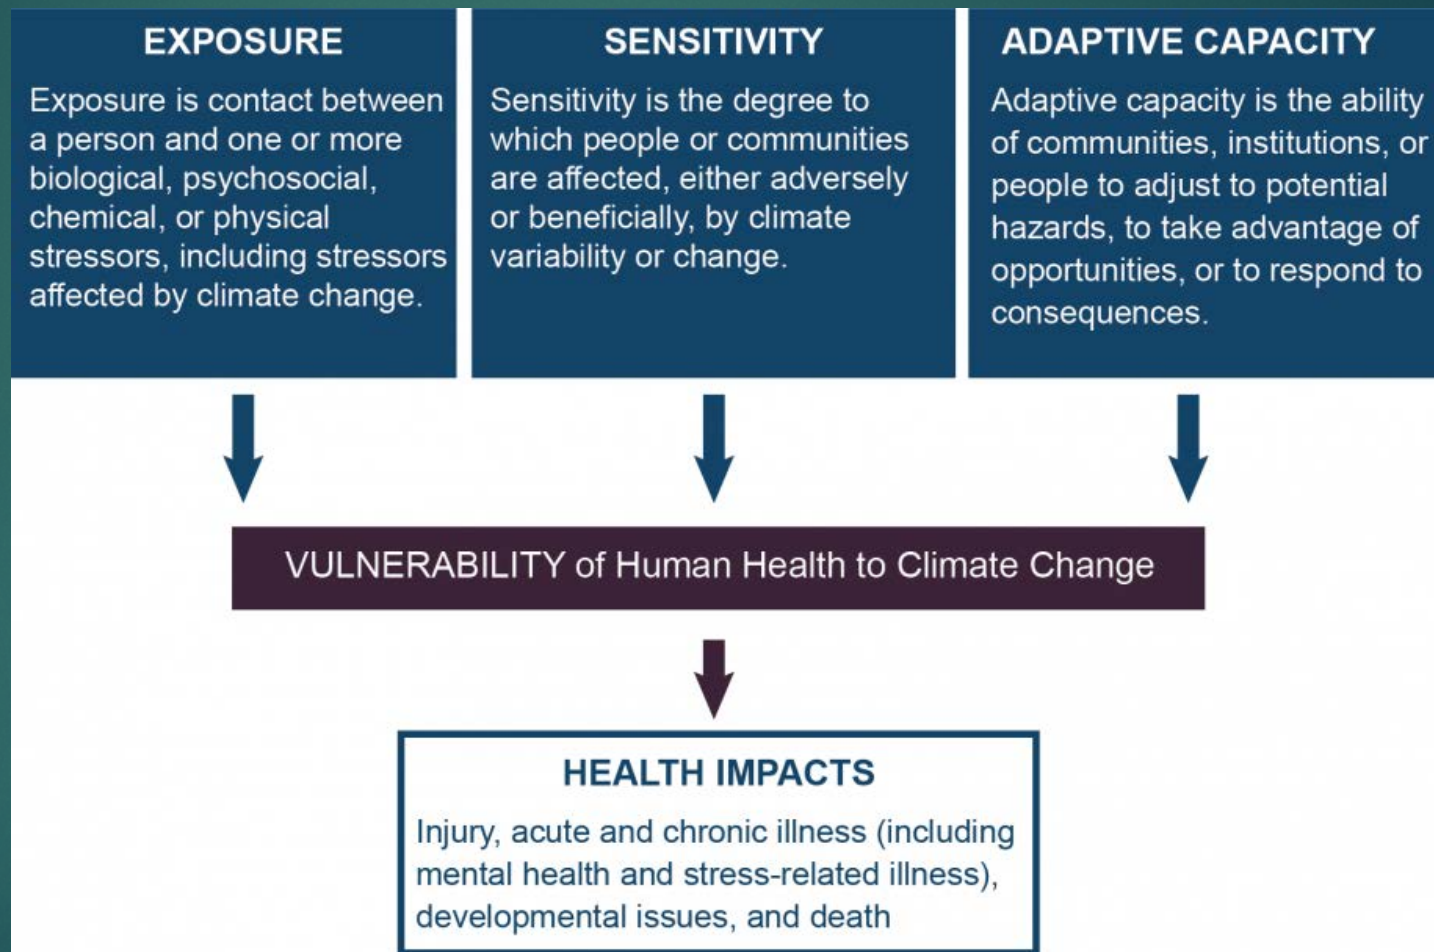 EXPOSURE
Exposure is contact between
a person and one or more
biological, psychosocial,
chemical, or physical
stressors, including stressors
affected by climate change.
SENSITIVITY
Sensitivity is the degree to
which people or communities
are affected, either adversely
or beneficially, by climate
variability or change.
ADAPTIVE CAPACITY
Adaptive capacity is the ability
of communities, institutions, or
people to adjust to potential
hazards, to take advantage of
opportunities, or to respond to
consequences.
VULNERABILITY of Human Health to Climate Change
HEALTH IMPACTS
Injury, acute and chronic illness (including
mental health and stress-related illness),
developmental issues, and death